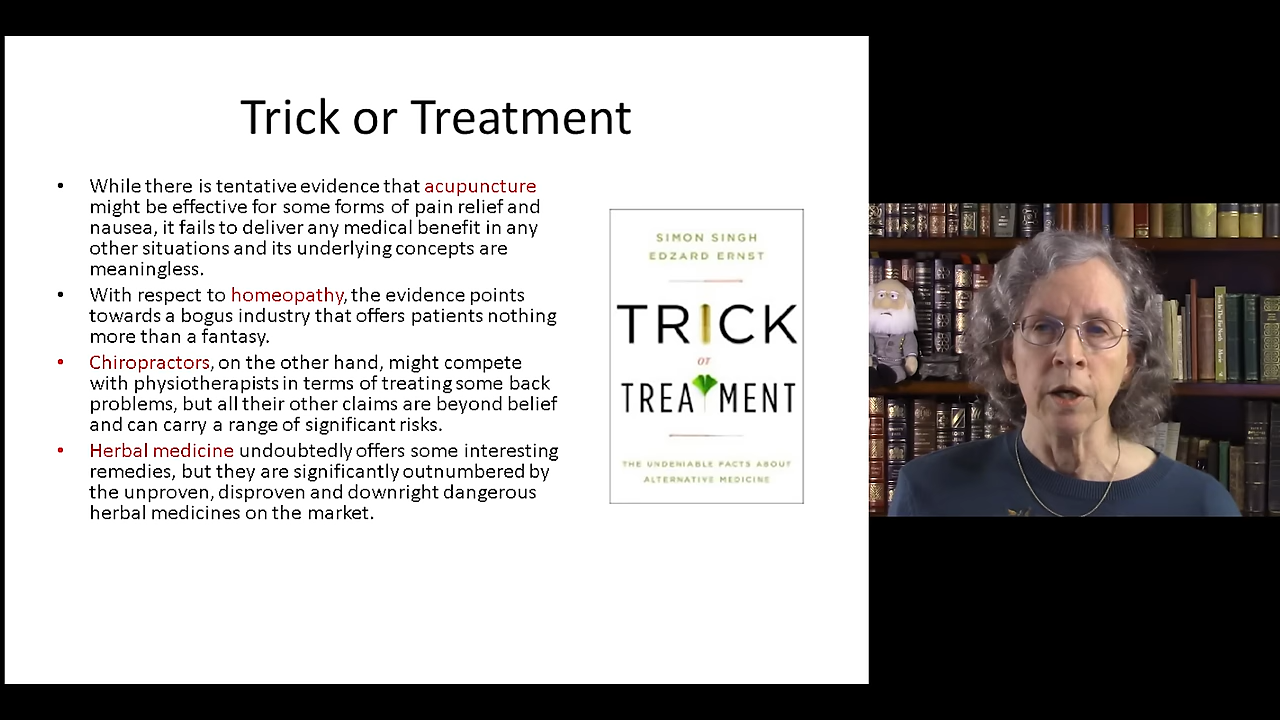 Trick or Treatment
• While there is tentative evidence that acupuncture
might be effective for some forms of pain relief and
nausea, it fails to deliver any medical benefit in any
other situations and its underlying concepts are
meaningless.
• With respect to homeopathy, the evidence points
towards a bogus industry that offers patients nothing
more than a fantasy.
• Chiropractors, on the other hand, might compete
with physiotherapists in terms of treating some back
problems, but all their other claims are beyond belief
and can carry a range of significant risks.
• Herbal medicine undoubtedly offers some interesting
remedies, but they are significantly outnumbered by
the unproven, disproven and downright dangerous
herbal medicines on the market.
SIMON SINGH
EDZARD ERNST
TRICK
or
TREATMENT
THE UNDENIABLE FACTS ABOUT
ALTERNATIVE MEDICINE